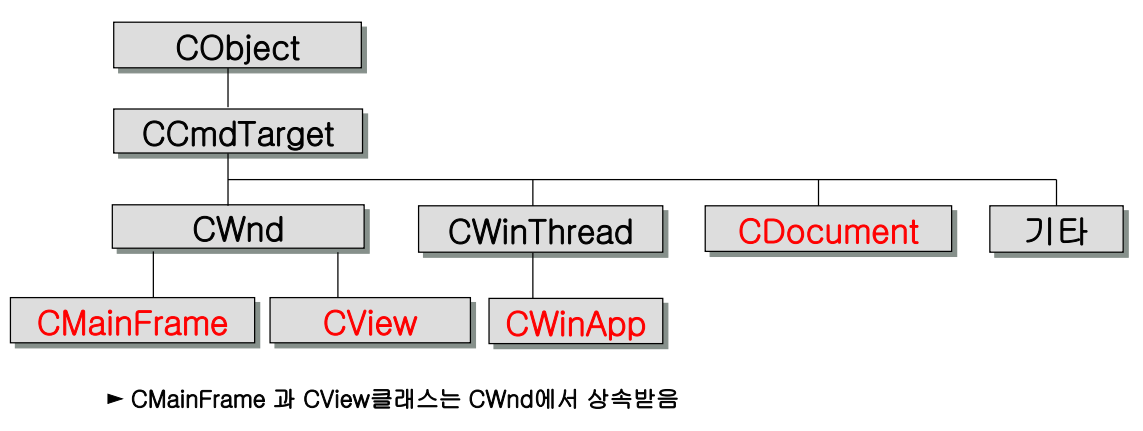 CObject
CCmdTarget
CWnd
CWinThread
CDocument
기타
CMainFrame
CView
CWinApp
► CMainFrame 과 CView클래스는 CWnd에서 상속받음